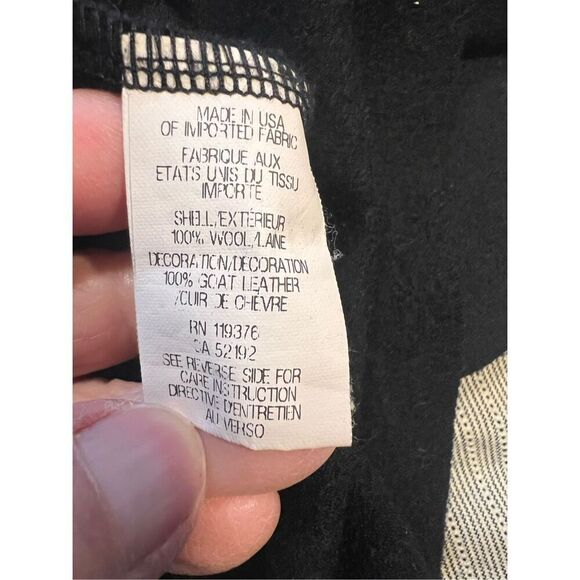 MADE IN USA
OF IMPORTED FABRIC
FABRIQUE AUX
ETATS UNIS DU TISSU
IMPORTE
SHELL/EXTÉRIEUR
100% WOOL/LANE
DECORATION/DECORATION
100% GOAT LEATHER
/CUIR DE CHÈVRE
RN 119376
CA 52192
SEE REVERSE SIDE FOR
CARE INSTRUCTION
DIRECTIVE D'ENTRETIEN
AU VERSO